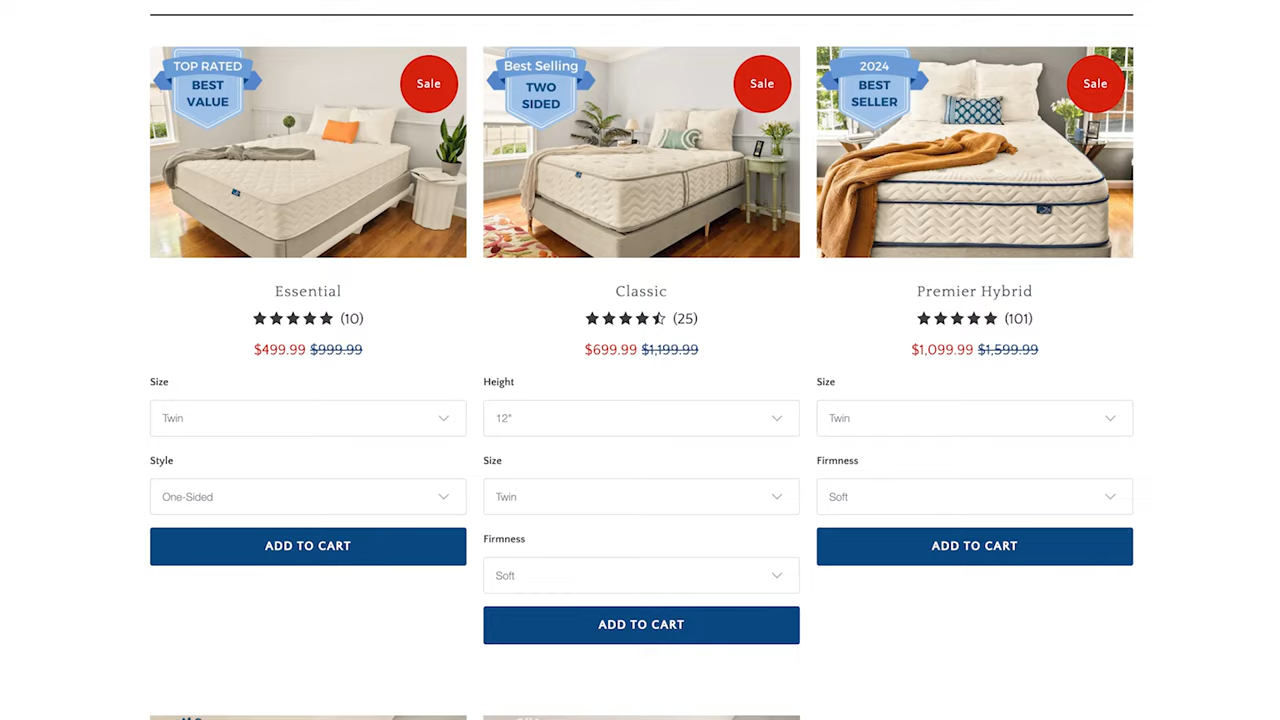 TOP RATED
BEST
VALUE
Sale
Best Selling
TWO
SIDED
Sale
2024
BEST
SELLER
Sale
Essential
(10)
$499.99 $999.99
Size
Twin
Style
One-Sided
ADD TO CART
Classic
(25)
$699.99 $1,199.99
Height
12"
Size
Twin
Firmness
Soft
ADD TO CART
Premier Hybrid
(101)
$1,099.99 $1,599.99
Size
Twin
Firmness
Soft
ADD TO CART